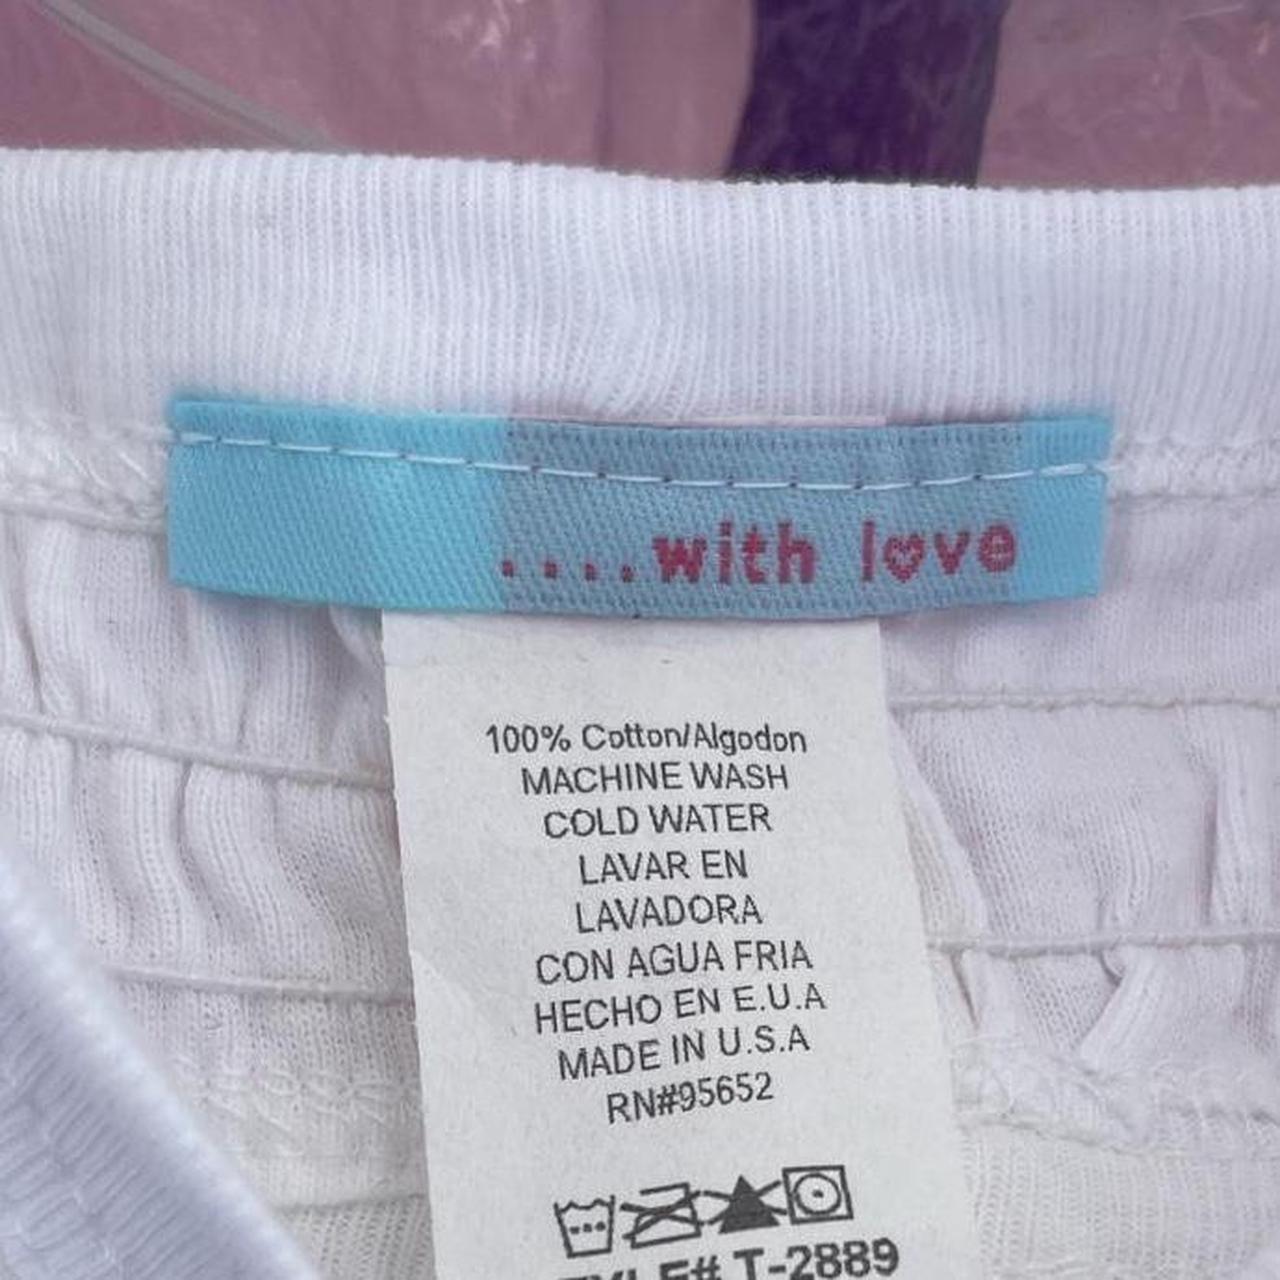 ....with love
100% Cotton/Algodon
MACHINE WASH
COLD WATER
LAVAR EN
LAVADORA
CON AGUA FRIA
HECHO EN E.U.A
MADE IN U.S.A
RN#95652
T-2889